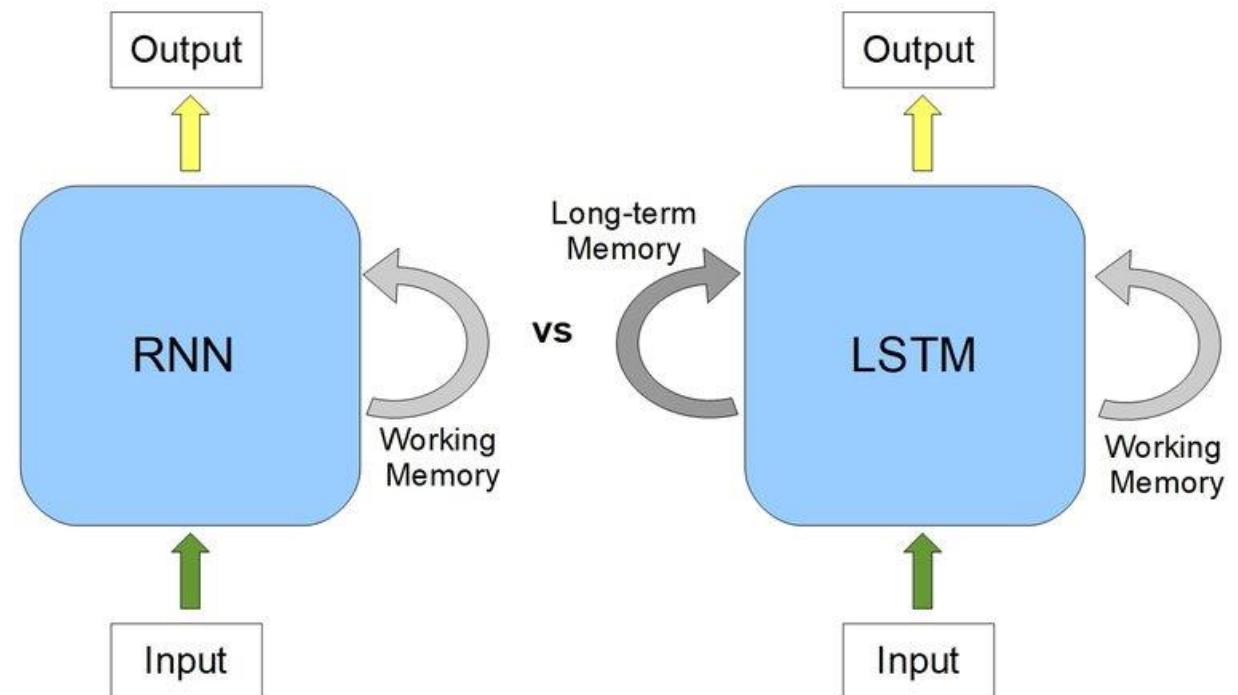 Output
RNN
Working
Memory
Input
vs
Output
Long-term
Memory
LSTM
Working
Memory
Input